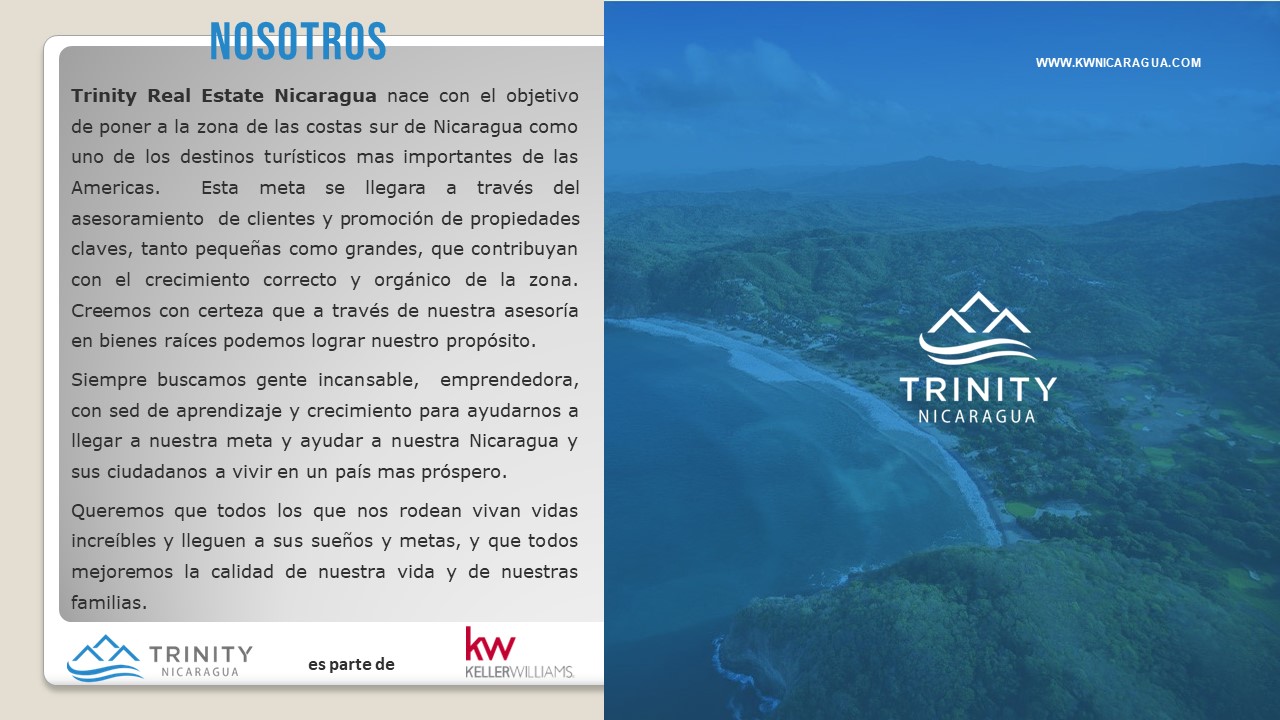 NOSOTROS
Trinity Real Estate Nicaragua nace con el objetivo
de poner a la zona de las costas sur de Nicaragua como
uno de los destinos turísticos mas importantes de las
Americas. Esta meta se llegara a través del
asesoramiento de clientes y promoción de propiedades
claves, tanto pequeñas como grandes, que contribuyan
con el crecimiento correcto y orgánico de la zona.
Creemos con certeza que a través de nuestra asesoría
en bienes raíces podemos lograr nuestro propósito.
Siempre buscamos gente incansable, emprendedora,
con sed de aprendizaje y crecimiento para ayudarnos a
llegar a nuestra meta y ayudar a nuestra Nicaragua y
sus ciudadanos a vivir en un país mas próspero.
Queremos que todos los que nos rodean vivan vidas
increíbles y lleguen a sus sueños y metas, y que todos
mejoremos la calidad de nuestra vida y de nuestras
familias.
TRINITY
NICARAGUA
es parte de
kw
KELLERWILLIAMS.
WWW.KWNICARAGUA.COM
TRINITY
NICARAGUA